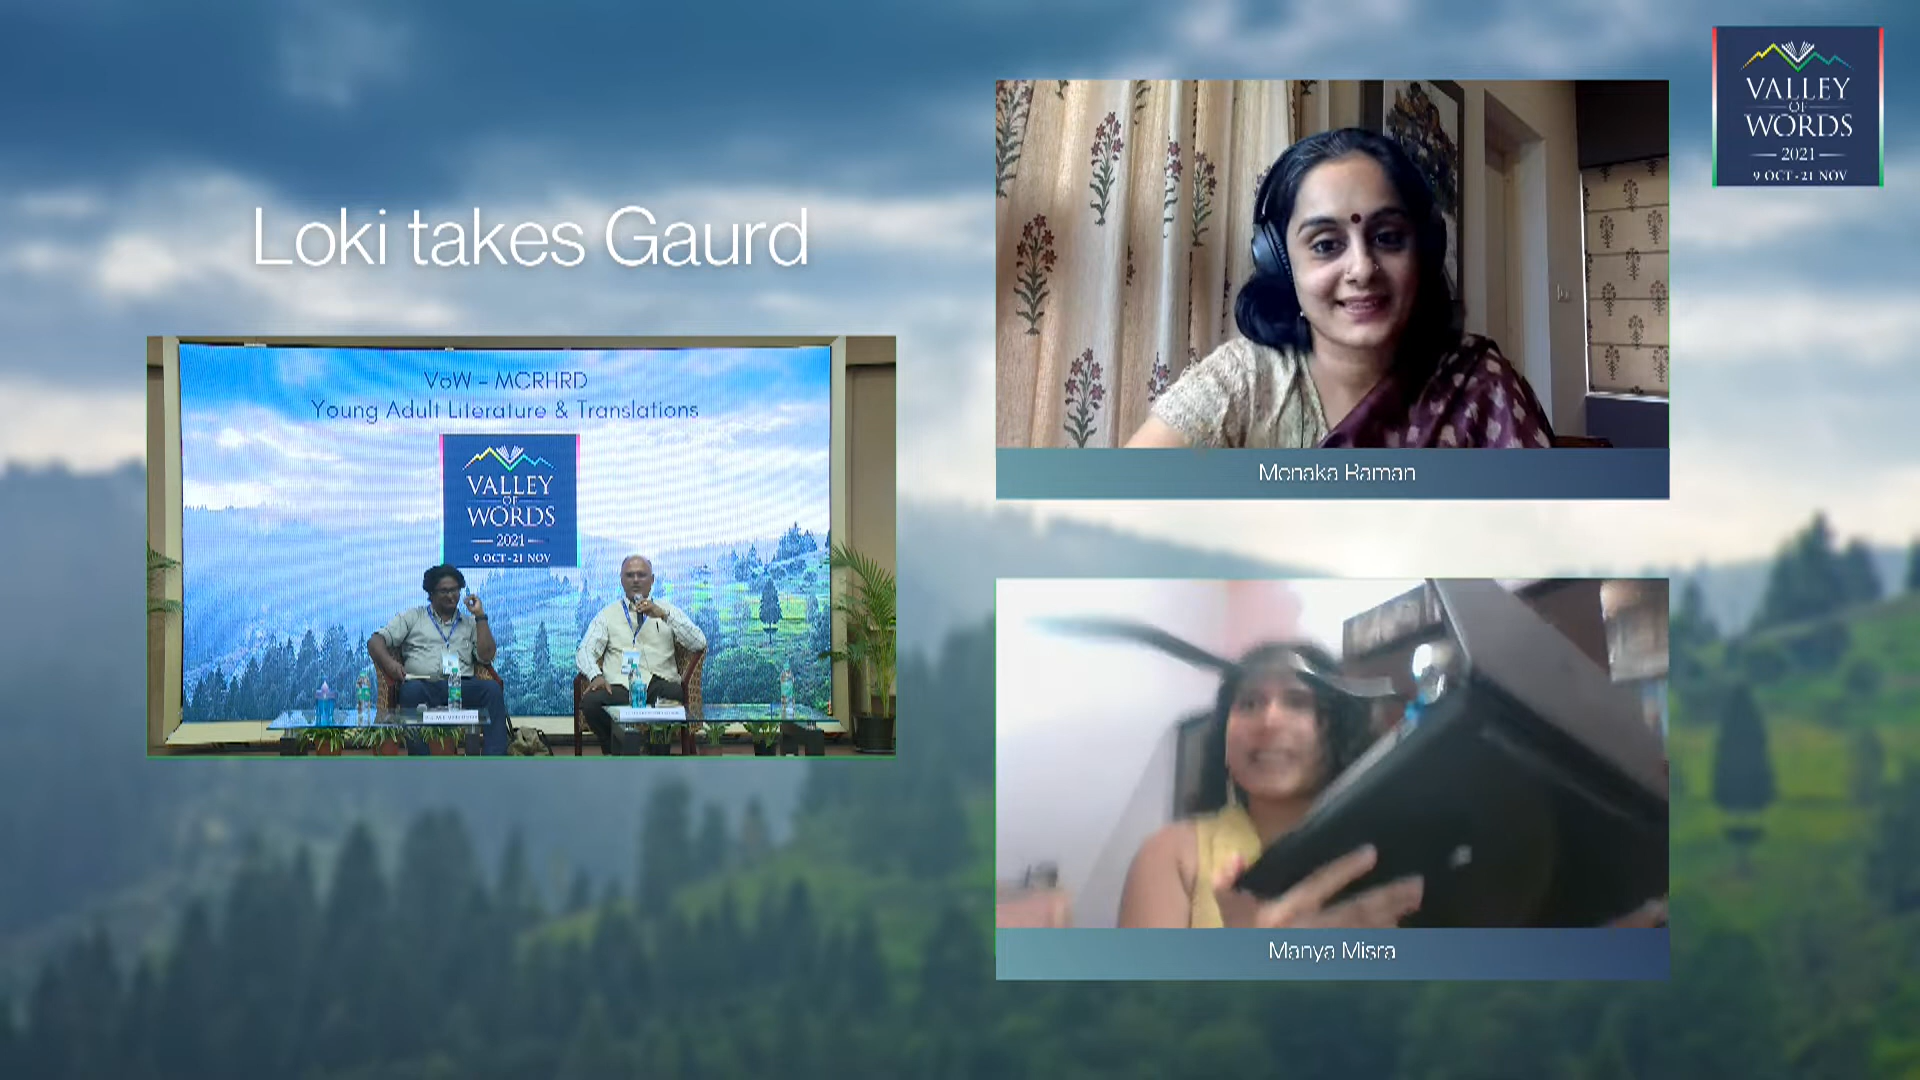 Loki takes Gaurd
VoW - MCRHRD
Young Adult Literature & Translations
VALLEY
OF
WORDS
2021
9 OCT - 21 NOV
VALLEY
OF
WORDS
2021
9 OCT - 21 NOV
Monaka Raman
Manya Misra